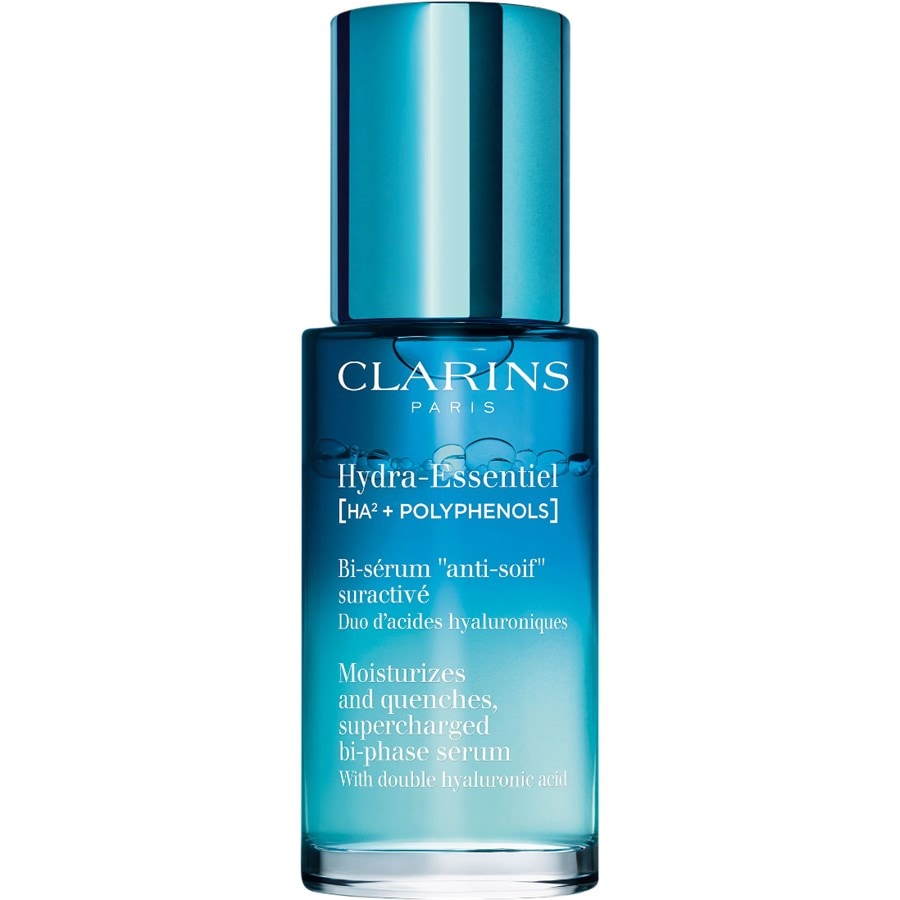 CLARINS
PARIS
Hydra-Essentiel
[HA² + POLYPHENOLS]
Bi-sérum "anti-soif"
suractivé
Duo d'acides hyaluroniques
Moisturizes
and quenches,
supercharged
bi-phase serum
With double hyaluronic acid